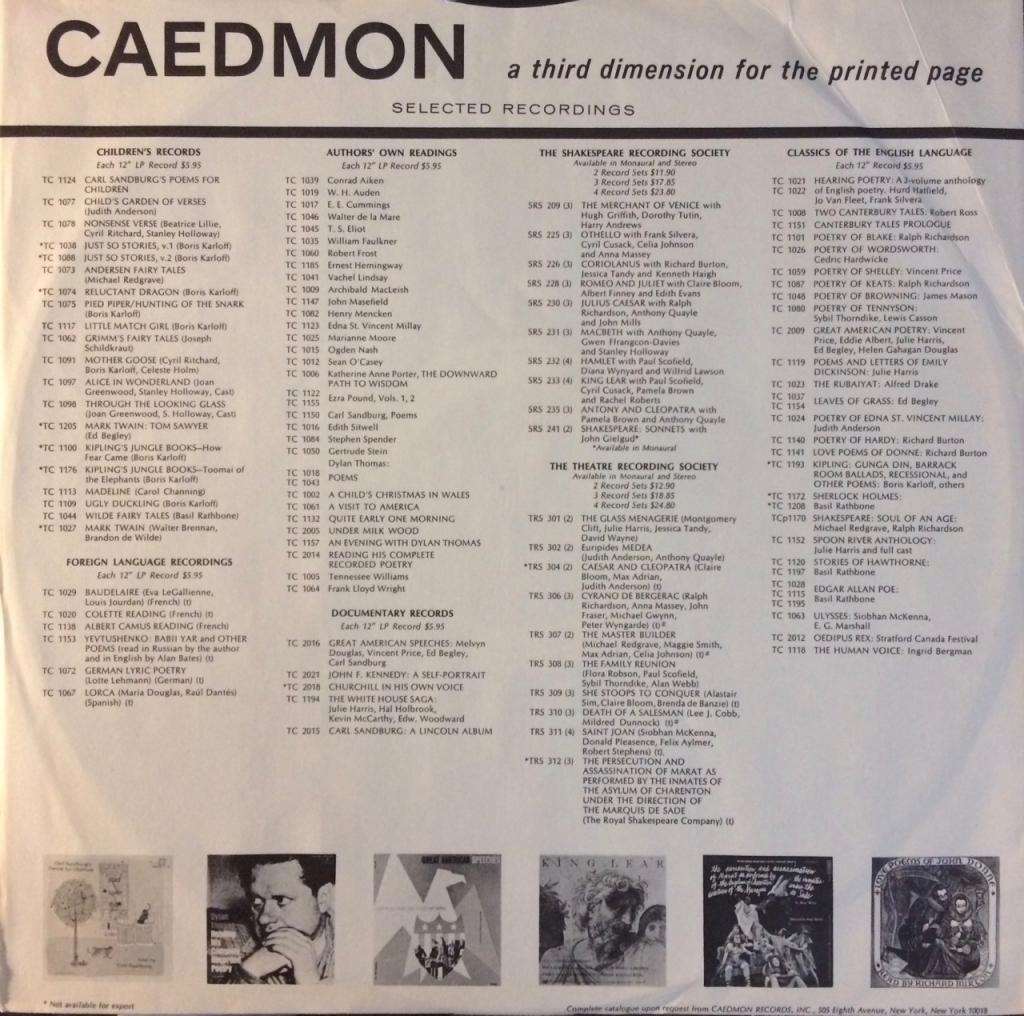 CAEDMON
a third dimension for the printed page
SELECTED RECORDINGS
CHILDREN'S RECORDS
Each 12" LP Record $5.95
TC 1124 CARL SANDBURG'S POEMS FOR
CHILDREN
TC 1077 CHILD'S GARDEN OF VERSES
(Judith Anderson)
TC 1078 NONSENSE VERSE (Beatrice Lillie,
Cyril Ritchard, Stanley Holloway)
*TC 1038 JUST SO STORIES, v.1 (Boris Karloff)
*TC 1088 JUST SO STORIES, v.2 (Boris Karloff)
TC 1073 ANDERSEN FAIRY TALES
(Michael Redgrave)
*TC 1074 RELUCTANT DRAGON (Boris Karloff)
TC 1075 PIED PIPER/HUNTING OF THE SNARK
(Boris Karloff)
TC 1117 LITTLE MATCH GIRL (Boris Karloff)
TC 1062 GRIMM'S FAIRY TALES (Joseph
Schildkraut)
TC 1091 MOTHER GOOSE (Cyril Ritchard,
Boris Karloff, Celeste Holm)
TC 1097 ALICE IN WONDERLAND (Joan
Greenwood, Stanley Holloway, Cast)
TC 1098 THROUGH THE LOOKING GLASS
(Joan Greenwood, S. Holloway, Cast)
*TC 1205 MARK TWAIN: TOM SAWYER
(Ed Begley)
*TC 1100 KIPLING'S JUNGLE BOOKS—How
Fear Came (Boris Karloff)
*TC 1176 KIPLING'S JUNGLE BOOKS—Toomai of
the Elephants (Boris Karloff)
TC 1113 MADELINE (Carol Channing)
TC 1109 UGLY DUCKLING (Boris Karloff)
TC 1044 WILDE FAIRY TALES (Basil Rathbone)
*TC 1027 MARK TWAIN (Walter Brennan,
Brandon de Wilde)
FOREIGN LANGUAGE RECORDINGS
Each 12" LP Record $5.95
TC 1029 BAUDELAIRE (Eva LeGallienne,
Louis Jourdan) (French) (t)
TC 1020 COLETTE READING (French) (t)
TC 1138 ALBERT CAMUS READING (French)
TC 1153 YEVTUSHENKO: BABII YAR and OTHER
POEMS (read in Russian by the author
and in English by Alan Bates) (t)
TC 1072 GERMAN LYRIC POETRY
(Lotte Lehmann) (German) (t)
TC 1067 LORCA (Maria Douglas, Raúl Dantés)
(Spanish) (t)
AUTHORS' OWN READINGS
Each 12" LP Record $5.95
TC 1039 Conrad Aiken
TC 1019 W. H. Auden
TC 1017 E. E. Cummings
TC 1046 Walter de la Mare
TC 1045 T. S. Eliot
TC 1035 William Faulkner
TC 1060 Robert Frost
TC 1185 Ernest Hemingway
TC 1041 Vachel Lindsay
TC 1009 Archibald MacLeish
TC 1147 John Masefield
TC 1082 Henry Mencken
TC 1123 Edna St. Vincent Millay
TC 1025 Marianne Moore
TC 1015 Ogden Nash
TC 1012 Sean O'Casey
TC 1006 Katherine Anne Porter, THE DOWNWARD
PATH TO WISDOM
TC 1122
TC 1155 Ezra Pound, Vols. 1, 2
TC 1150 Carl Sandburg, Poems
TC 1016 Edith Sitwell
TC 1084 Stephen Spender
TC 1050 Gertrude Stein
Dylan Thomas:
TC 1018
TC 1043 POEMS
TC 1002 A CHILD'S CHRISTMAS IN WALES
TC 1061 A VISIT TO AMERICA
TC 1132 QUITE EARLY ONE MORNING
TC 2005 UNDER MILK WOOD
TC 1157 AN EVENING WITH DYLAN THOMAS
TC 2014 READING HIS COMPLETE
RECORDED POETRY
TC 1005 Tennessee Williams
TC 1064 Frank Lloyd Wright
DOCUMENTARY RECORDS
Each 12" LP Record $5.95
TC 2016 GREAT AMERICAN SPEECHES: Melvyn
Douglas, Vincent Price, Ed Begley,
Carl Sandburg
TC 2021 JOHN F. KENNEDY: A SELF-PORTRAIT
*TC 2018 CHURCHILL IN HIS OWN VOICE
TC 1194 THE WHITE HOUSE SAGA:
Julie Harris, Hal Holbrook,
Kevin McCarthy, Edw. Woodward
TC 2015 CARL SANDBURG: A LINCOLN ALBUM
THE SHAKESPEARE RECORDING SOCIETY
Available in Monaural and Stereo
2 Record Sets $11.90
3 Record Sets $17.85
4 Record Sets $23.80
SRS 209 (3) THE MERCHANT OF VENICE with
Hugh Griffith, Dorothy Tutin,
Harry Andrews
SRS 225 (3) OTHELLO with Frank Silvera,
Cyril Cusack, Celia Johnson
and Anna Massey
SRS 226 (3) CORIOLANUS with Richard Burton,
Jessica Tandy and Kenneth Haigh
SRS 228 (3) ROMEO AND JULIET with Claire Bloom,
Albert Finney and Edith Evans
SRS 230 (3) JULIUS CAESAR with Ralph
Richardson, Anthony Quayle
and John Mills
SRS 231 (3) MACBETH with Anthony Quayle,
Gwen Ffrangcon-Davies
and Stanley Holloway
SRS 232 (4) HAMLET with Paul Scofield,
Diana Wynyard and Wilfrid Lawson
SRS 233 (4) KING LEAR with Paul Scofield,
Cyril Cusack, Pamela Brown
and Rachel Roberts
SRS 235 (3) ANTONY AND CLEOPATRA with
Pamela Brown and Anthony Quayle
SRS 241 (2) SHAKESPEARE: SONNETS with
John Gielgud*
*Available in Monaural
THE THEATRE RECORDING SOCIETY
Available in Monaural and Stereo
2 Record Sets $12.90
3 Record Sets $18.85
4 Record Sets $24.80
TRS 301 (2) THE GLASS MENAGERIE (Montgomery
Clift, Julie Harris, Jessica Tandy,
David Wayne)
TRS 302 (2) Euripides MEDEA
(Judith Anderson, Anthony Quayle)
*TRS 304 (2) CAESAR AND CLEOPATRA (Claire
Bloom, Max Adrian,
Judith Anderson) (t)
TRS 306 (3) CYRANO DE BERGERAC (Ralph
Richardson, Anna Massey, John
Fraser, Michael Gwynn,
Peter Wyngarde) (t)
TRS 307 (2) THE MASTER BUILDER
(Michael Redgrave, Maggie Smith,
Max Adrian, Celia Johnson) (t)
TRS 308 (3) THE FAMILY REUNION
(Flora Robson, Paul Scofield,
Sybil Thorndike, Alan Webb)
TRS 309 (3) SHE STOOPS TO CONQUER (Alastair
Sim, Claire Bloom, Brenda de Banzie) (t)
TRS 310 (3) DEATH OF A SALESMAN (Lee J. Cobb,
Mildred Dunnock) (t)
TRS 311 (4) SAINT JOAN (Siobhan McKenna,
Donald Pleasence, Felix Aylmer,
Robert Stephens) (t).
*TRS 312 (3) THE PERSECUTION AND
ASSASSINATION OF MARAT AS
PERFORMED BY THE INMATES OF
THE ASYLUM OF CHARENTON
UNDER THE DIRECTION OF
THE MARQUIS DE SADE
(The Royal Shakespeare Company) (t)
CLASSICS OF THE ENGLISH LANGUAGE
Each 12" LP Record $5.95
TC 1021 HEARING POETRY: A 2-volume anthology
TC 1022 of English poetry. Hurd Hatfield,
Jo Van Fleet, Frank Silvera
TC 1008 TWO CANTERBURY TALES: Robert Ross
TC 1151 CANTERBURY TALES PROLOGUE
TC 1101 POETRY OF BLAKE: Ralph Richardson
TC 1026 POETRY OF WORDSWORTH:
Cedric Hardwicke
TC 1059 POETRY OF SHELLEY: Vincent Price
TC 1087 POETRY OF KEATS: Ralph Richardson
TC 1048 POETRY OF BROWNING: James Mason
TC 1080 POETRY OF TENNYSON:
Sybil Thorndike, Lewis Casson
TC 2009 GREAT AMERICAN POETRY: Vincent
Price, Eddie Albert, Julie Harris,
Ed Begley, Helen Gahagan Douglas
TC 1119 POEMS AND LETTERS OF EMILY
DICKINSON: Julie Harris
TC 1023 THE RUBAIYAT: Alfred Drake
TC 1037
TC 1154 LEAVES OF GRASS: Ed Begley
TC 1024 POETRY OF EDNA ST. VINCENT MILLAY:
Judith Anderson
TC 1140 POETRY OF HARDY: Richard Burton
TC 1141 LOVE POEMS OF DONNE: Richard Burton
*TC 1193 KIPLING: GUNGA DIN, BARRACK
ROOM BALLADS, RECESSIONAL, and
OTHER POEMS: Boris Karloff, others
*TC 1172 SHERLOCK HOLMES:
*TC 1208 Basil Rathbone
TCp1170 SHAKESPEARE: SOUL OF AN AGE:
Michael Redgrave, Ralph Richardson
TC 1152 SPOON RIVER ANTHOLOGY:
Julie Harris and full cast
TC 1120 STORIES OF HAWTHORNE:
TC 1197 Basil Rathbone
TC 1028
TC 1115 EDGAR ALLAN POE:
TC 1195 Basil Rathbone
TC 1063 ULYSSES: Siobhan McKenna,
E. G. Marshall
TC 2012 OEDIPUS REX: Stratford Canada Festival
TC 1118 THE HUMAN VOICE: Ingrid Bergman
Dylan
GREAT AMERICAN SPEECHES
KING LEAR
LOVE POEMS OF JOHN DONNE
* Not available for export
Complete catalogue upon request from CAEDMON RECORDS, INC., 505 Eighth Avenue, New York, New York 10018